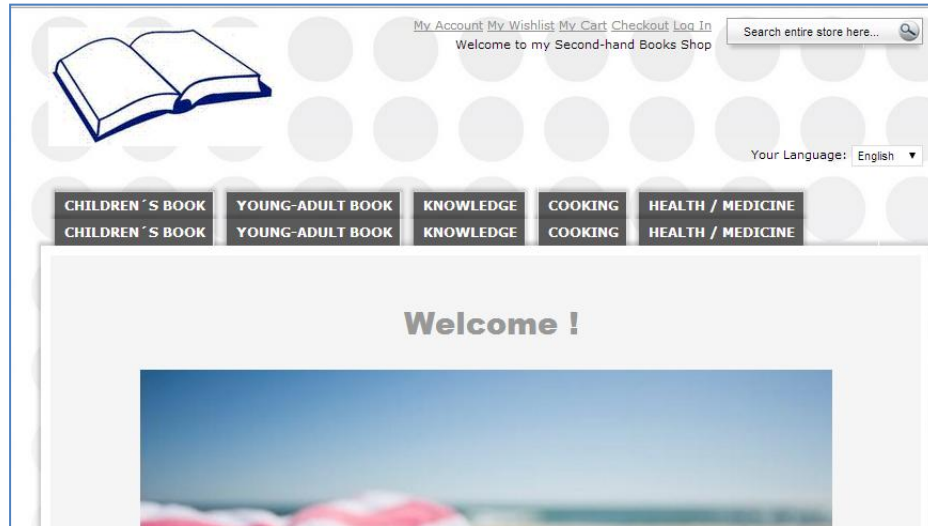 My Account My Wishlist My Cart Checkout Log In
Search entire store here...
Welcome to my Second-hand Books Shop
Your Language: English
CHILDREN´S BOOK YOUNG-ADULT BOOK KNOWLEDGE COOKING HEALTH / MEDICINE
CHILDREN´S BOOK YOUNG-ADULT BOOK KNOWLEDGE COOKING HEALTH / MEDICINE
Welcome !